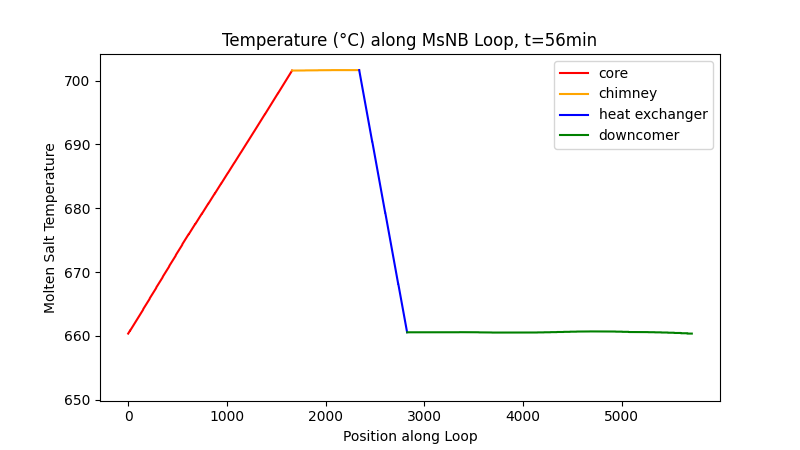 Temperature (°C) along MsNB Loop, t=56min
700
690
680
670
660
650
Molten Salt Temperature
core
chimney
heat exchanger
downcomer
0 1000 2000 3000 4000 5000
Position along Loop